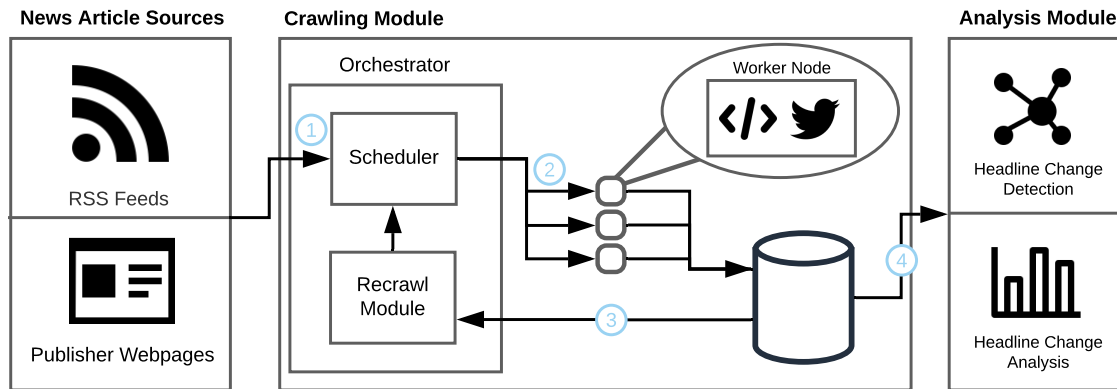 News Article Sources
RSS Feeds
Publisher Webpages
Crawling Module
Orchestrator
1
Scheduler
Recrawl
Module
2
Worker Node
</>
3
4
Analysis Module
Headline Change
Detection
Headline Change
Analysis